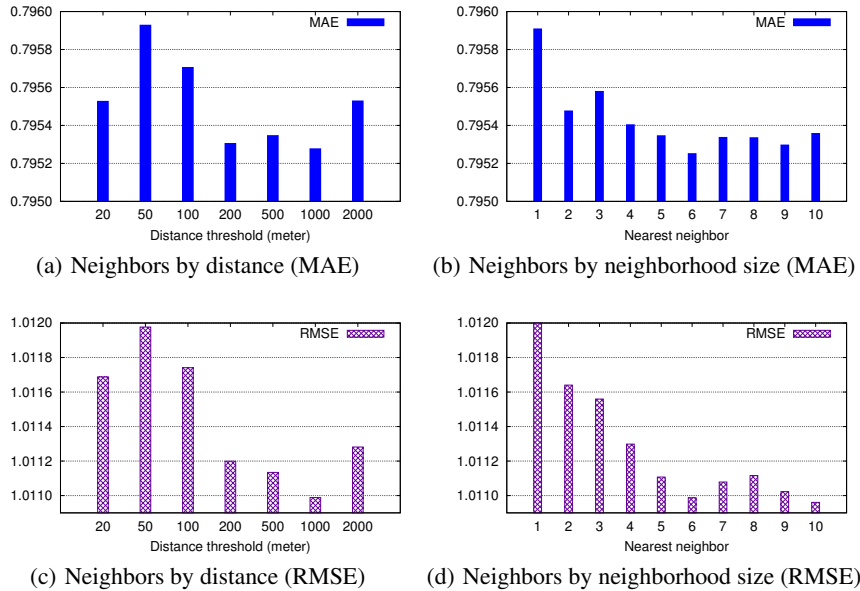 MAE
0.7960
0.7958
0.7956
0.7954
0.7952
0.7950
20 50 100 200 500 1000 2000
Distance threshold (meter)
(a) Neighbors by distance (MAE)
MAE
0.7960
0.7958
0.7956
0.7954
0.7952
0.7950
1 2 3 4 5 6 7 8 9 10
Nearest neighbor
(b) Neighbors by neighborhood size (MAE)
RMSE
1.0120
1.0118
1.0116
1.0114
1.0112
1.0110
20 50 100 200 500 1000 2000
Distance threshold (meter)
(c) Neighbors by distance (RMSE)
RMSE
1.0120
1.0118
1.0116
1.0114
1.0112
1.0110
1 2 3 4 5 6 7 8 9 10
Nearest neighbor
(d) Neighbors by neighborhood size (RMSE)